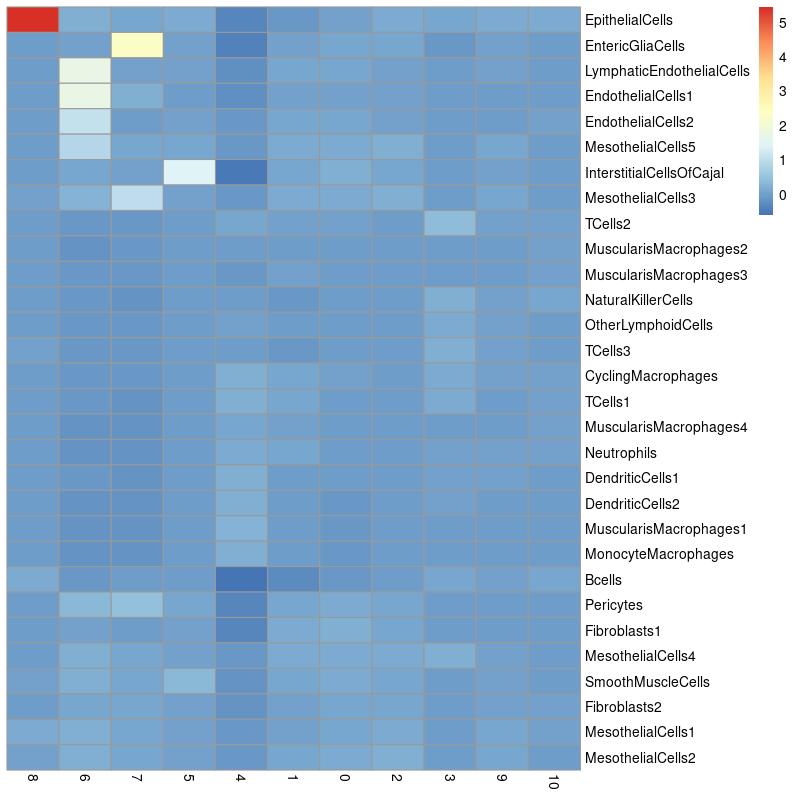 EpithelialCells
EntericGliaCells
LymphaticEndothelialCells
EndothelialCells1
EndothelialCells2
MesothelialCells5
InterstitialCellsOfCajal
MesothelialCells3
TCells2
MuscularisMacrophages2
MuscularisMacrophages3
NaturalKillerCells
OtherLymphoidCells
TCells3
CyclingMacrophages
TCells1
MuscularisMacrophages4
Neutrophils
DendriticCells1
DendriticCells2
MuscularisMacrophages1
MonocyteMacrophages
Bcells
Pericytes
Fibroblasts1
MesothelialCells4
SmoothMuscleCells
Fibroblasts2
MesothelialCells1
MesothelialCells2
8 6 7 5 4 1 0 2 3 9 10
5
4
3
2
1
0